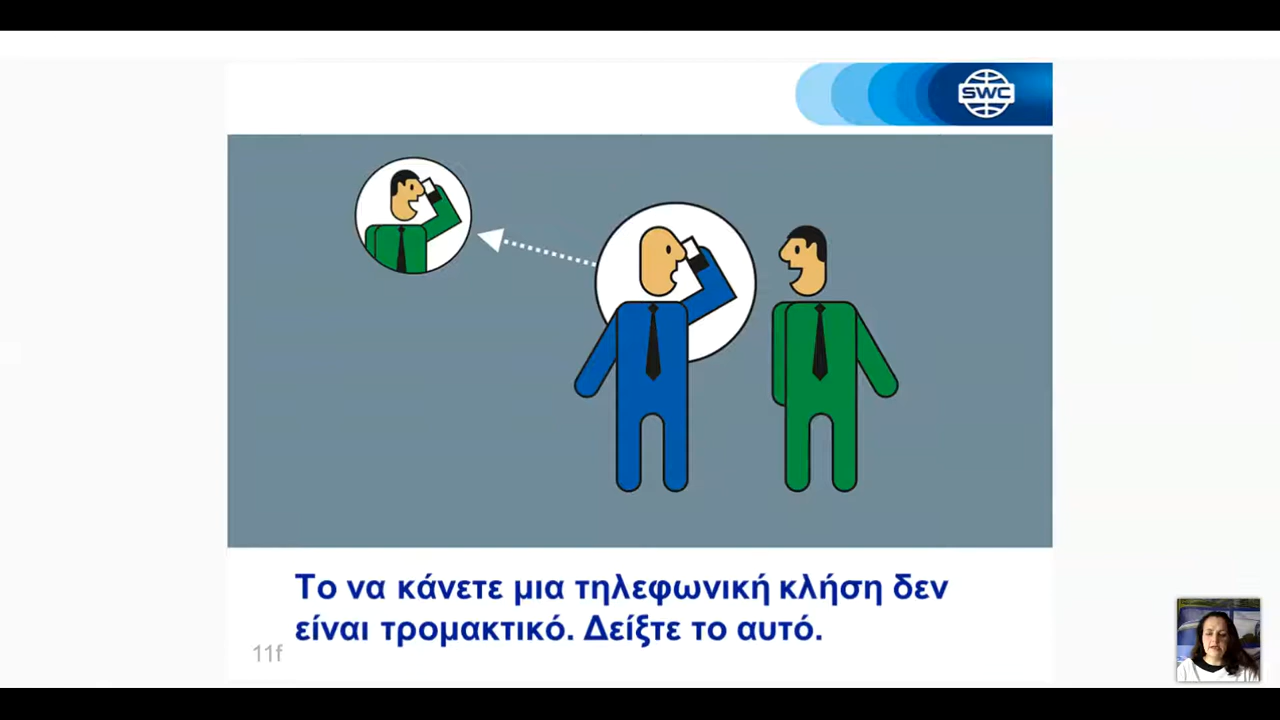 SWC
Το να κάνετε μια τηλεφωνική κλήση δεν
είναι τρομακτικό. Δείξτε το αυτό.
11f